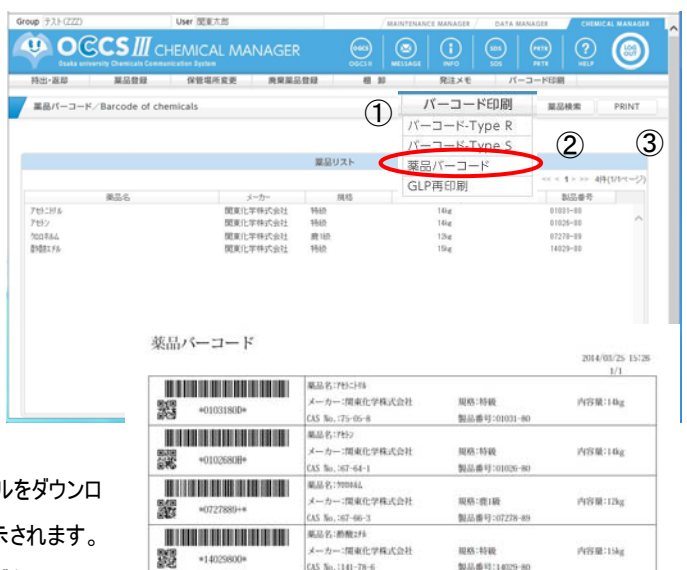 Group テスト(ZZZ) User 関東太郎 MAINTENANCE MANAGER DATA MANAGER CHEMICAL MANAGER
OCCS III CHEMICAL MANAGER
Osaka university Chemicals Communication System
OCCS II MESSAGE INFO SDS PRTR HELP LOG OFF
持出・返却 薬品登録 保管場所変更 廃棄薬品登録 棚 卸 発注メモ バーコード印刷
薬品バーコード/Barcode of chemicals
① バーコード印刷 薬品検索 PRINT
バーコード-Type R
バーコード-Type S
薬品バーコード
GLP再印刷
② ③
薬品リスト
<< < 1 > >> 4件(1/1ページ)
薬品名 メーカー 規格 製品番号
アセトニトリル 関東化学株式会社 特級 14kg 01031-80
アセトン 関東化学株式会社 特級 14kg 01026-80
クロロホルム 関東化学株式会社 鹿1級 12kg 07278-89
酢酸エチル 関東化学株式会社 特級 15kg 14029-80
薬品バーコード
2014/03/25 15:26
1/1
薬品名:アセトニトリル
*0103180D* メーカー:関東化学株式会社 規格:特級 内容量:14kg
CAS No.:75-05-8 製品番号:01031-80
薬品名:アセトン
*0102680H* メーカー:関東化学株式会社 規格:特級 内容量:14kg
CAS No.:67-64-1 製品番号:01026-80
薬品名:クロロホルム
*0727889+* メーカー:関東化学株式会社 規格:鹿1級 内容量:12kg
CAS No.:67-66-3 製品番号:07278-89
薬品名:酢酸エチル
*14029800* メーカー:関東化学株式会社 規格:特級 内容量:15kg
CAS No.:141-78-6 製品番号:14029-80
ルをダウンロ
示されます。